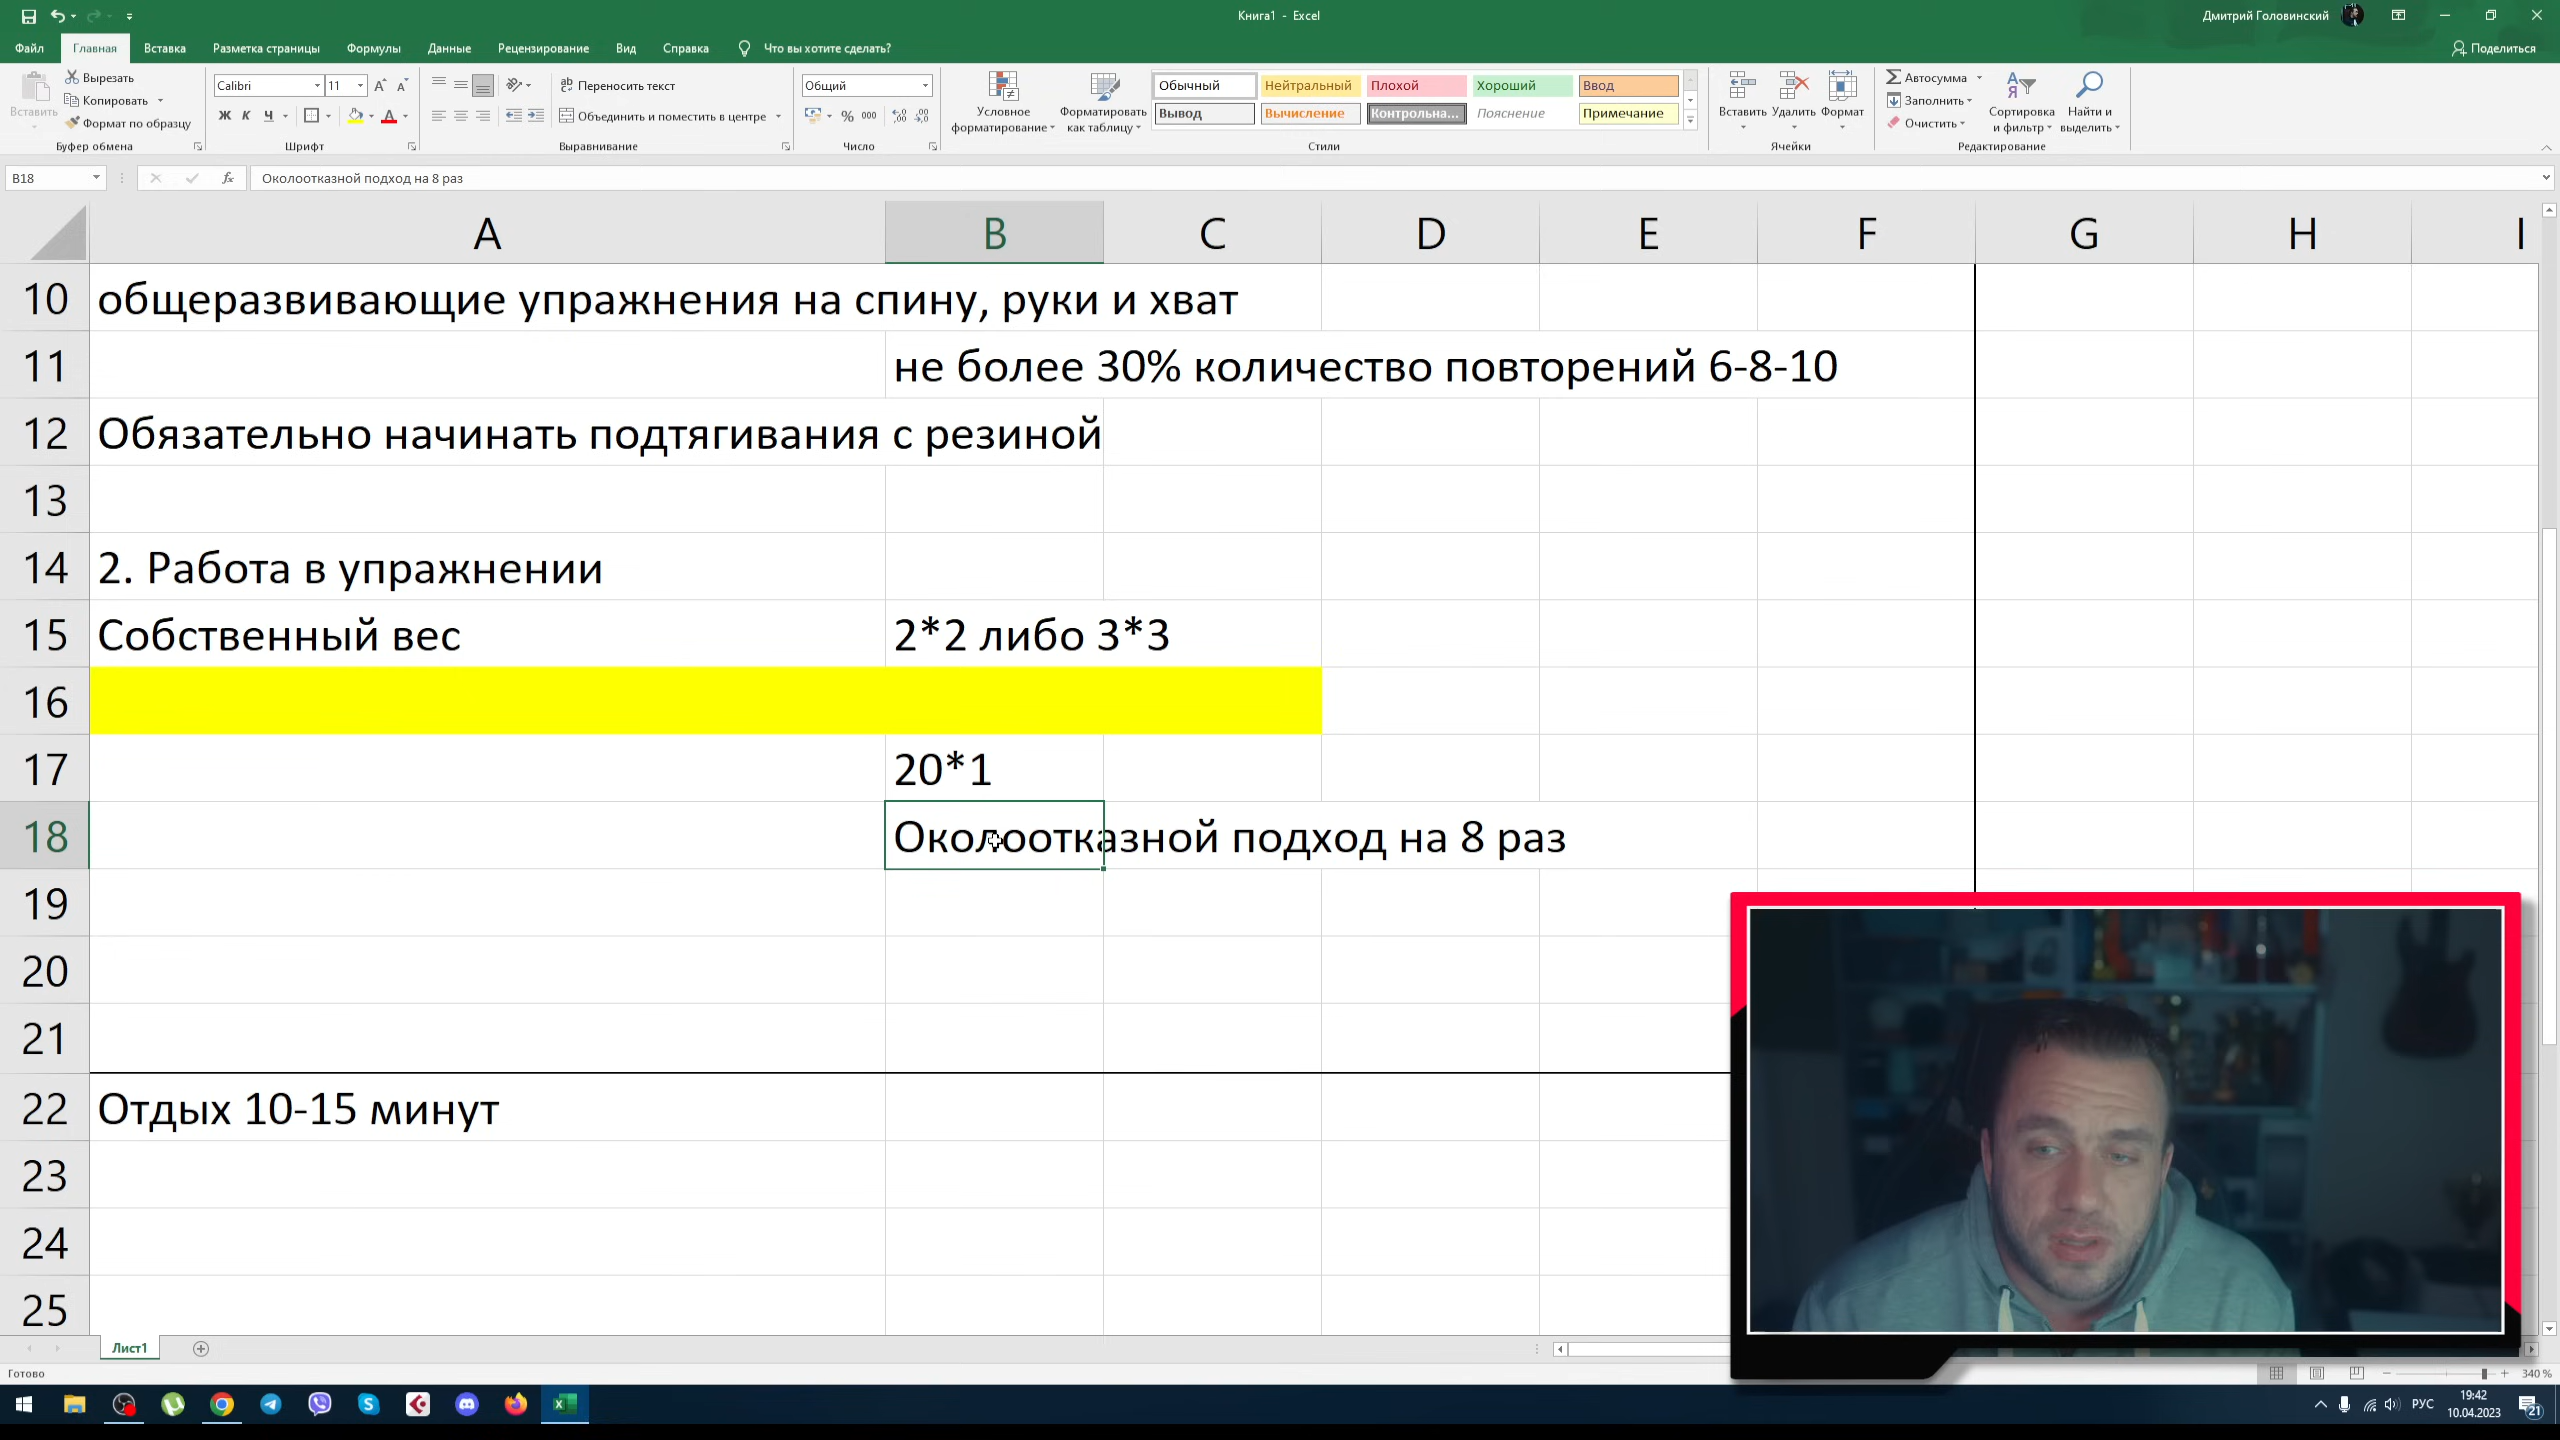 Книга1 - Excel
Дмитрий Головинский
Файл Главная Вставка Разметка страницы Формулы Данные Рецензирование Вид Справка Что вы хотите сделать? Поделиться
Вставить
Вырезать
Копировать
Формат по образцу
Буфер обмена
Calibri 11
Ж К Ч
Шрифт
Переносить текст
Объединить и поместить в центре
Выравнивание
Общий
% 000
Число
Условное форматирование
Форматировать как таблицу
Обычный Нейтральный Плохой Хороший Ввод
Вывод Вычисление Контрольна... Пояснение Примечание
Стили
Вставить Удалить Формат
Ячейки
Автосумма
Заполнить
Очистить
Сортировка и фильтр
Найти и выделить
Редактирование
B18 fx Околоотказной подход на 8 раз
A B C D E F G H I
10 общеразвивающие упражнения на спину, руки и хват
11 не более 30% количество повторений 6-8-10
12 Обязательно начинать подтягивания с резиной
13
14 2. Работа в упражнении
15 Собственный вес 2*2 либо 3*3
16
17 20*1
18 Околоотказной подход на 8 раз
19
20
21
22 Отдых 10-15 минут
23
24
25
Лист1
Готово
340 %
РУС
19:42
10.04.2023
21